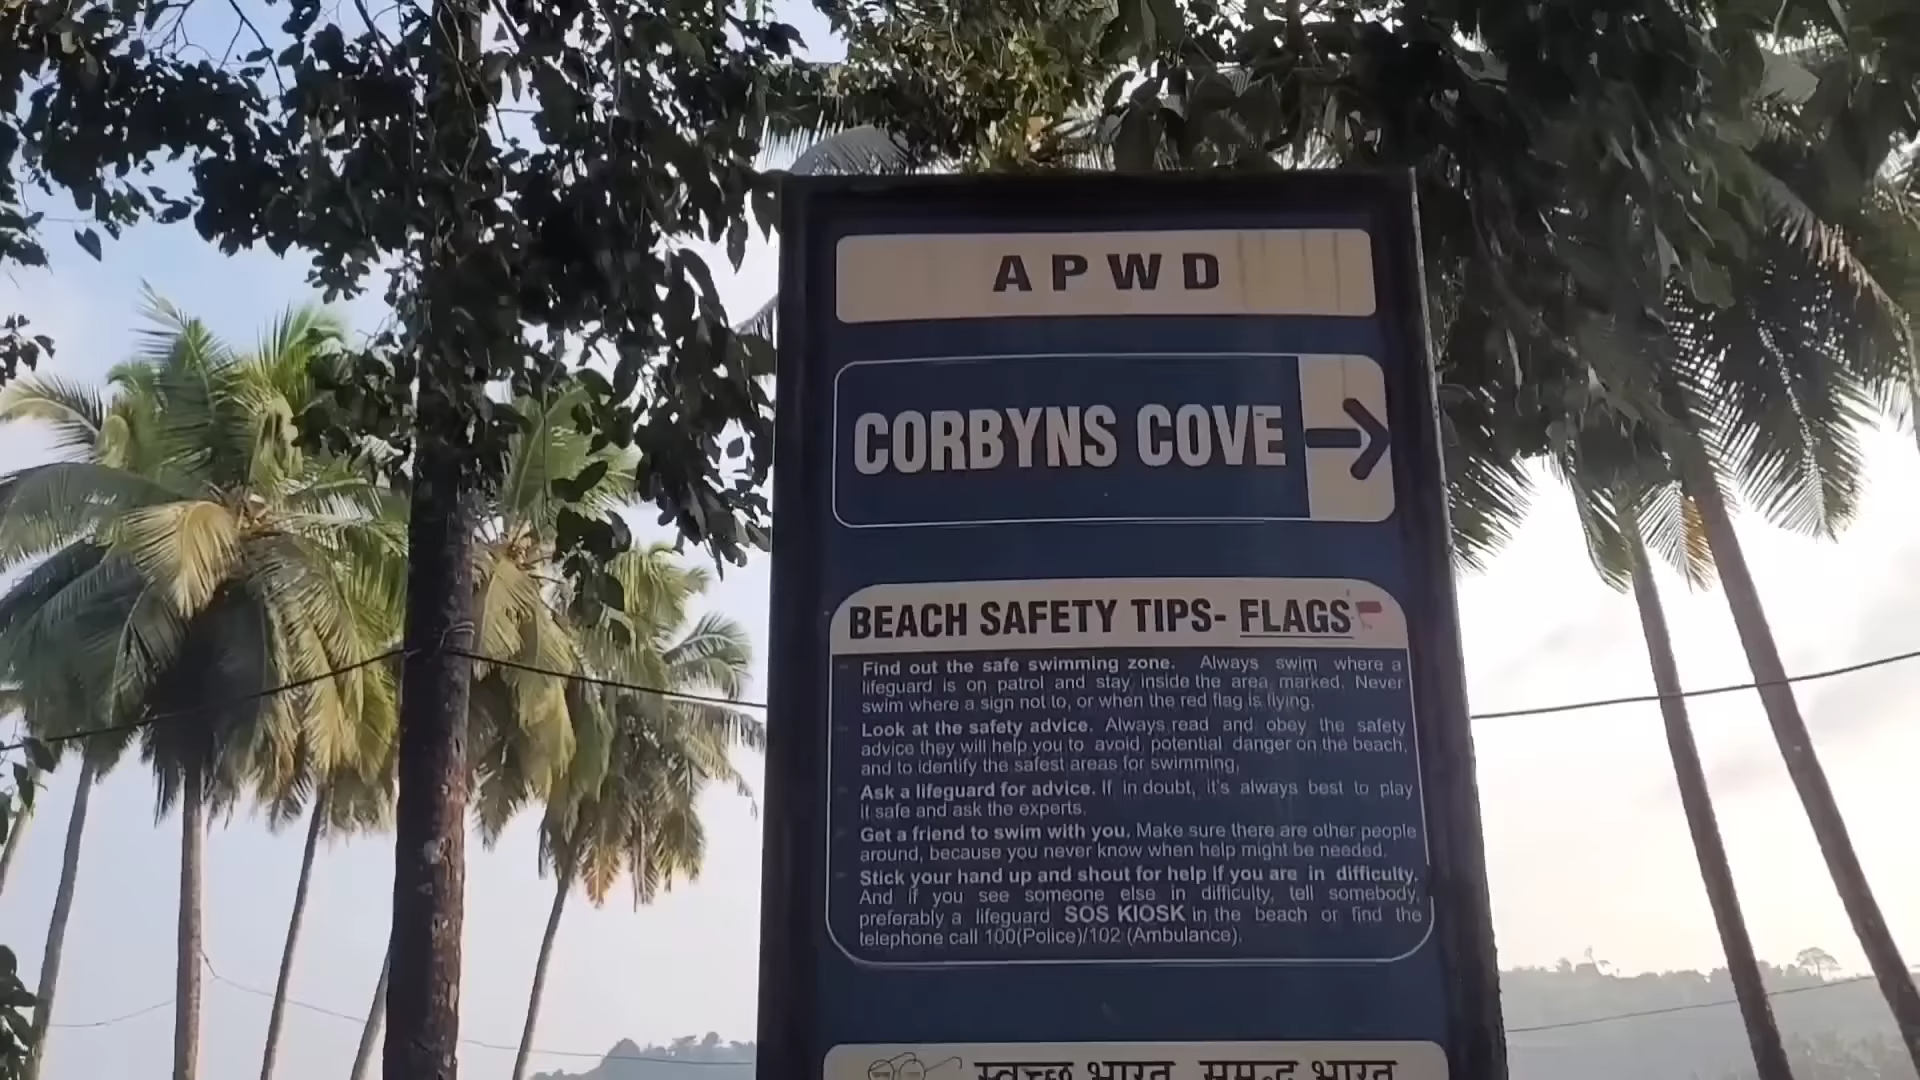 APWD
CORBYNS COVE
BEACH SAFETY TIPS- FLAGS
Find out the safe swimming zone. Always swim where a
lifeguard is on patrol and stay inside the area marked. Never
swim where a sign not to, or when the red flag is flying.
Look at the safety advice. Always read and obey the safety
advice they will help you to avoid potential danger on the beach,
and to identify the safest areas for swimming,
Ask a lifeguard for advice. If in doubt, it's always best to play
it safe and ask the experts.
Get a friend to swim with you. Make sure there are other people
around, because you never know when help might be needed.
Stick your hand up and shout for help if you are in difficulty.
And if you see someone else in difficulty, tell somebody,
preferably a lifeguard SOS KIOSK in the beach or find the
telephone call 100(Police)/102 (Ambulance).
स्वच्छ भारत, समृद्ध भारत